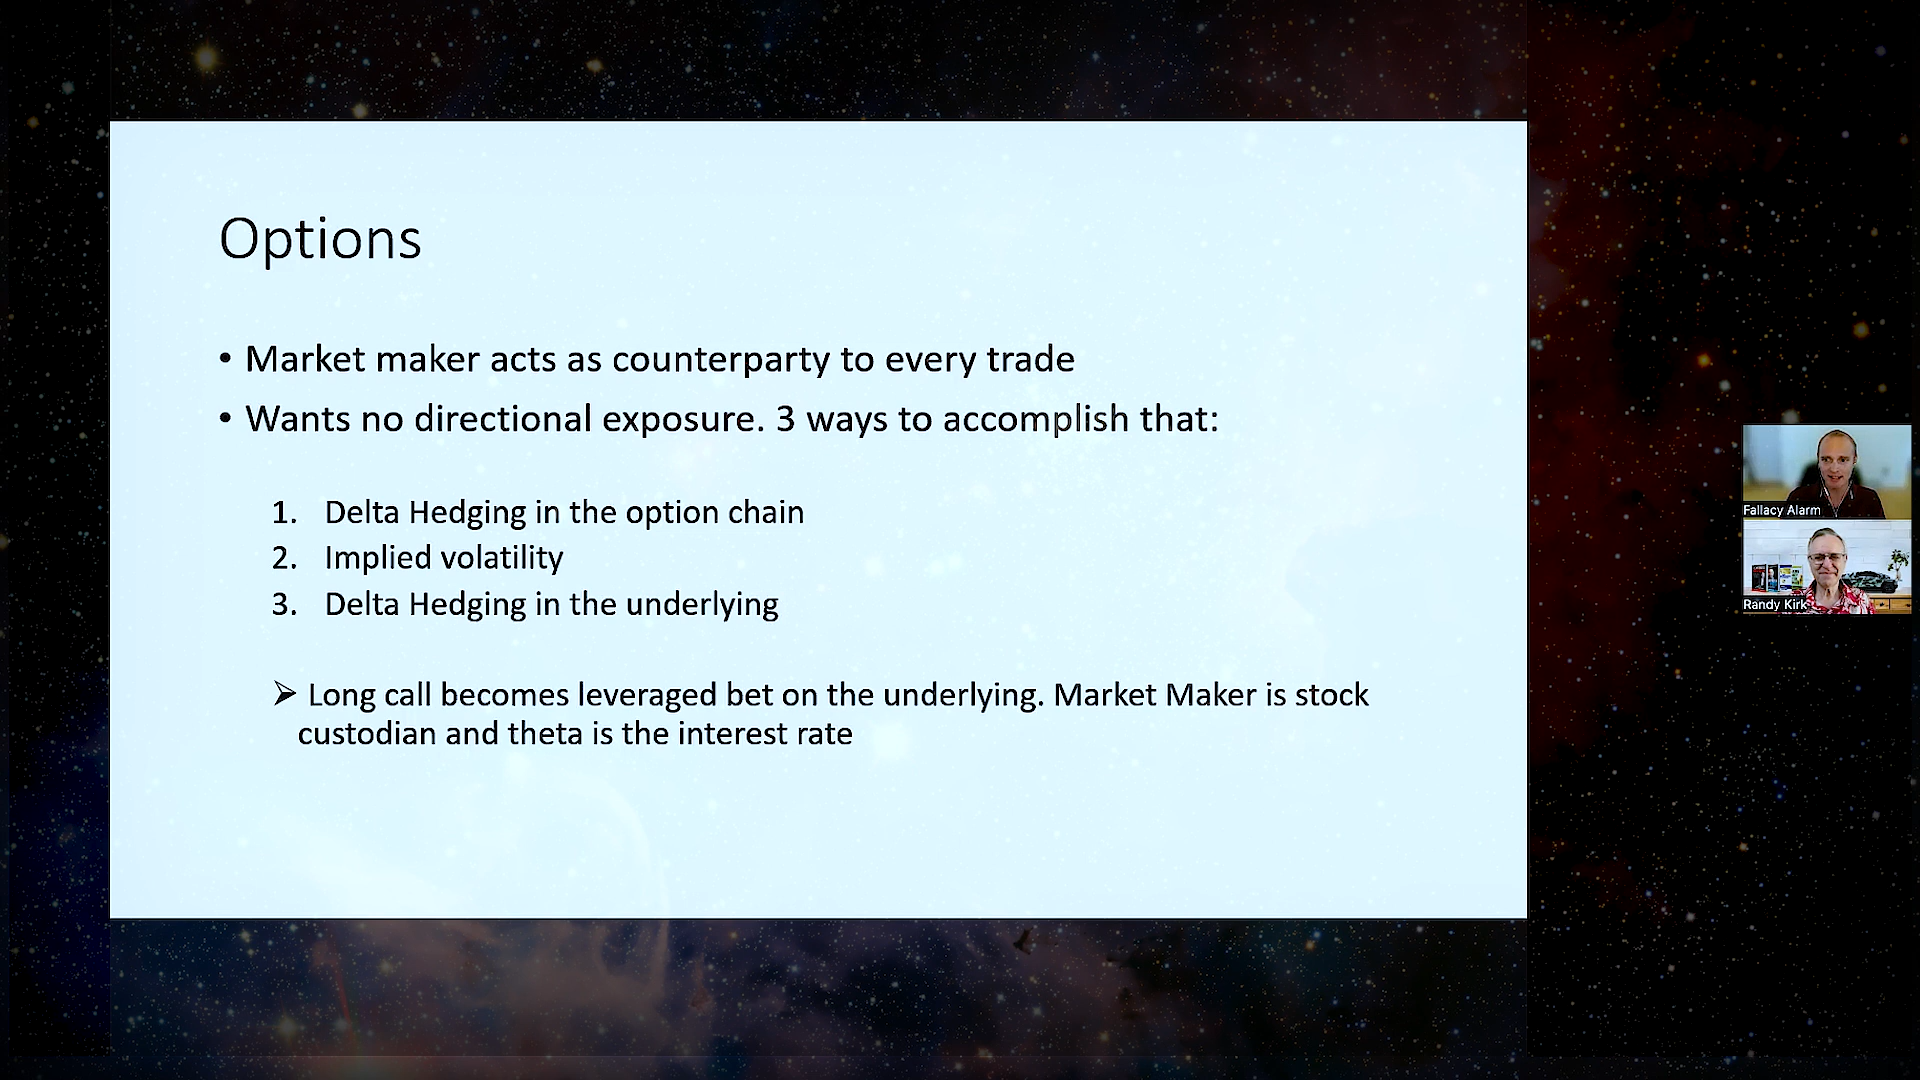 Options
• Market maker acts as counterparty to every trade
• Wants no directional exposure. 3 ways to accomplish that:
1. Delta Hedging in the option chain
2. Implied volatility
3. Delta Hedging in the underlying
➢ Long call becomes leveraged bet on the underlying. Market Maker is stock
custodian and theta is the interest rate
Fallacy Alarm
Randy Kirk